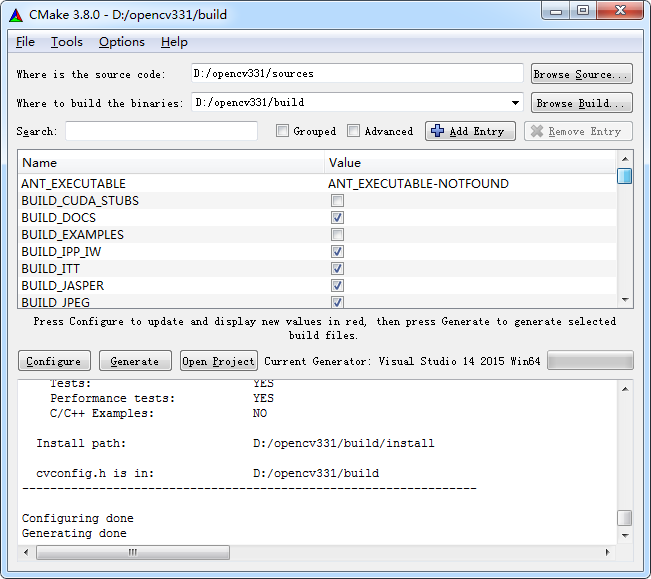 CMake 3.8.0 - D:/opencv331/build
File Tools Options Help
Where is the source code: D:/opencv331/sources Browse Source...
Where to build the binaries: D:/opencv331/build Browse Build...
Search: Grouped Advanced Add Entry Remove Entry
Name Value
ANT_EXECUTABLE ANT_EXECUTABLE-NOTFOUND
BUILD_CUDA_STUBS
BUILD_DOCS
BUILD_EXAMPLES
BUILD_IPP_IW
BUILD_ITT
BUILD_JASPER
BUILD_JPEG
Press Configure to update and display new values in red, then press Generate to generate selected
build files.
Configure Generate Open Project Current Generator: Visual Studio 14 2015 Win64
Tests: YES
Performance tests: YES
C/C++ Examples: NO
Install path: D:/opencv331/build/install
cvconfig.h is in: D:/opencv331/build
-----------------------------------------------------------------
Configuring done
Generating done